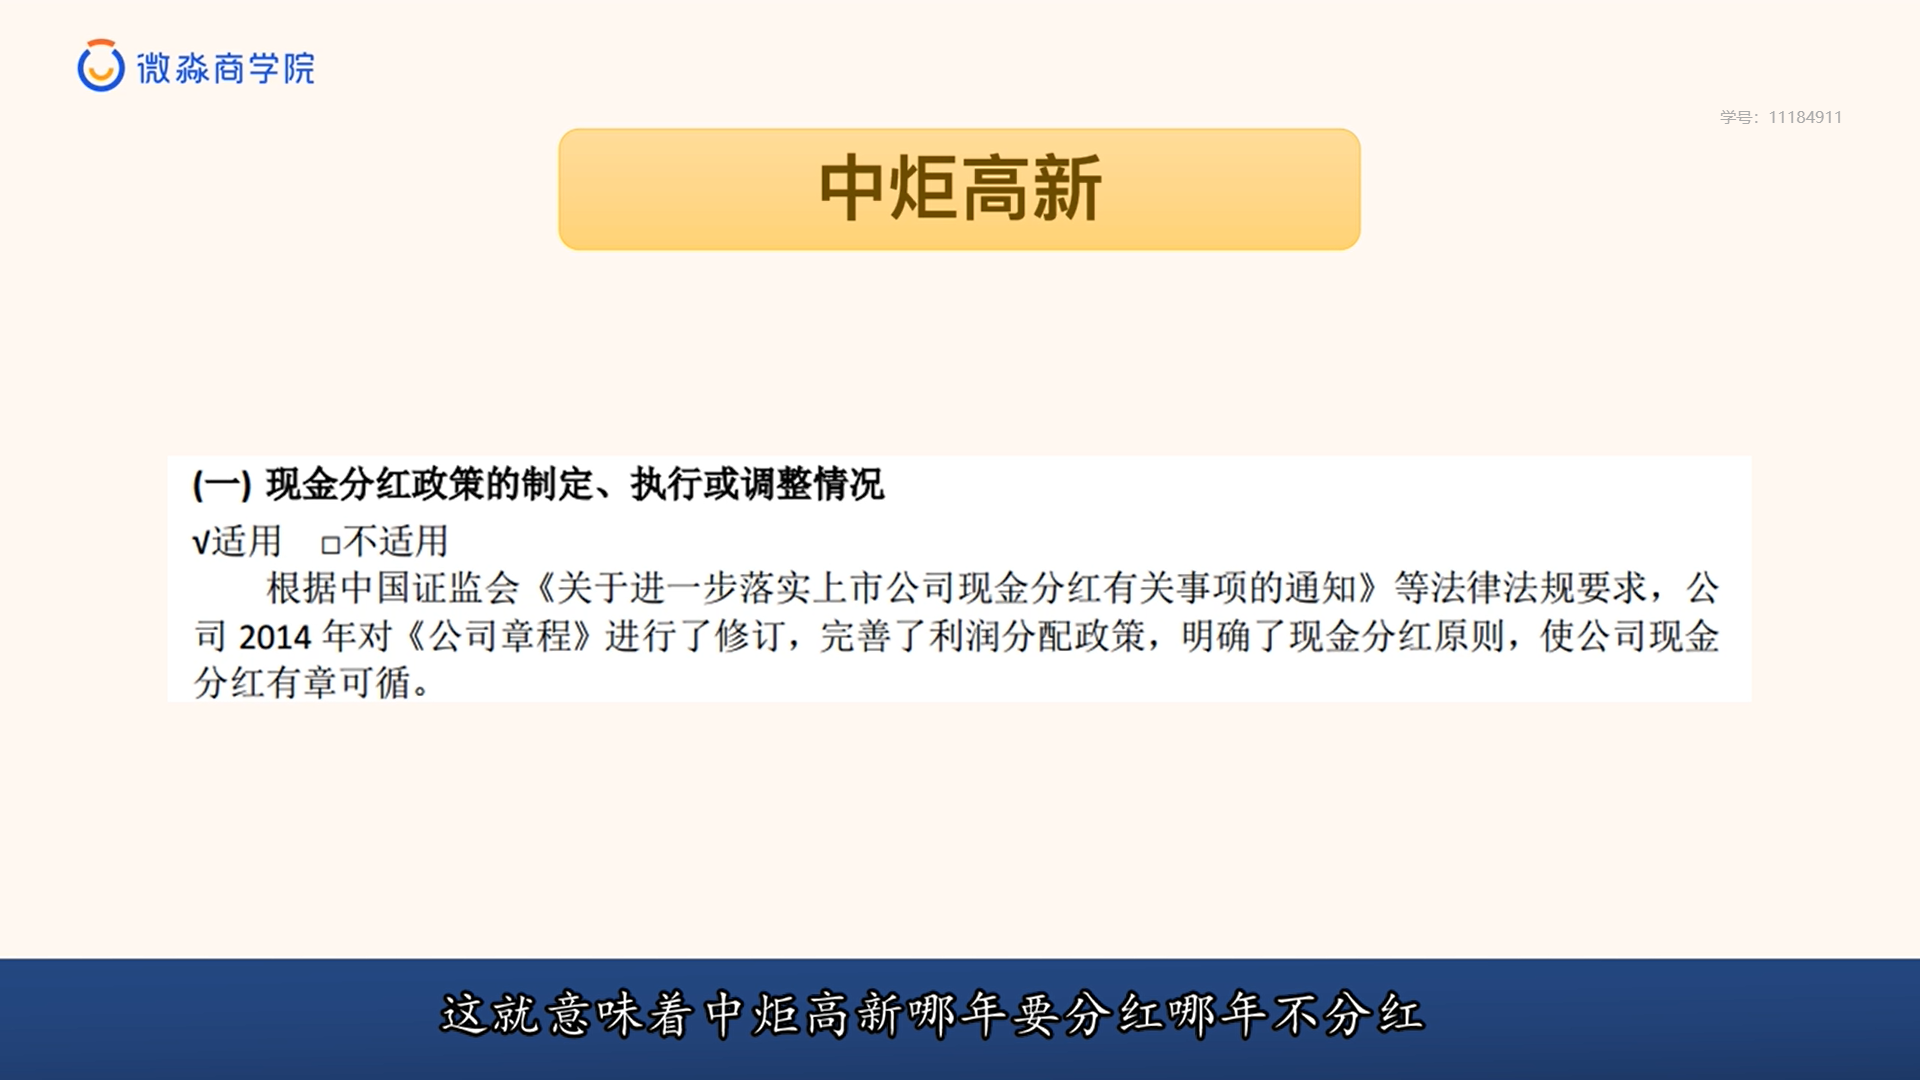 微淼商学院
学号：11184911
中炬高新
(一) 现金分红政策的制定、执行或调整情况
√适用 □不适用
根据中国证监会《关于进一步落实上市公司现金分红有关事项的通知》等法律法规要求，公
司 2014 年对《公司章程》进行了修订，完善了利润分配政策，明确了现金分红原则，使公司现金
分红有章可循。
这就意味着中炬高新哪年要分红哪年不分红